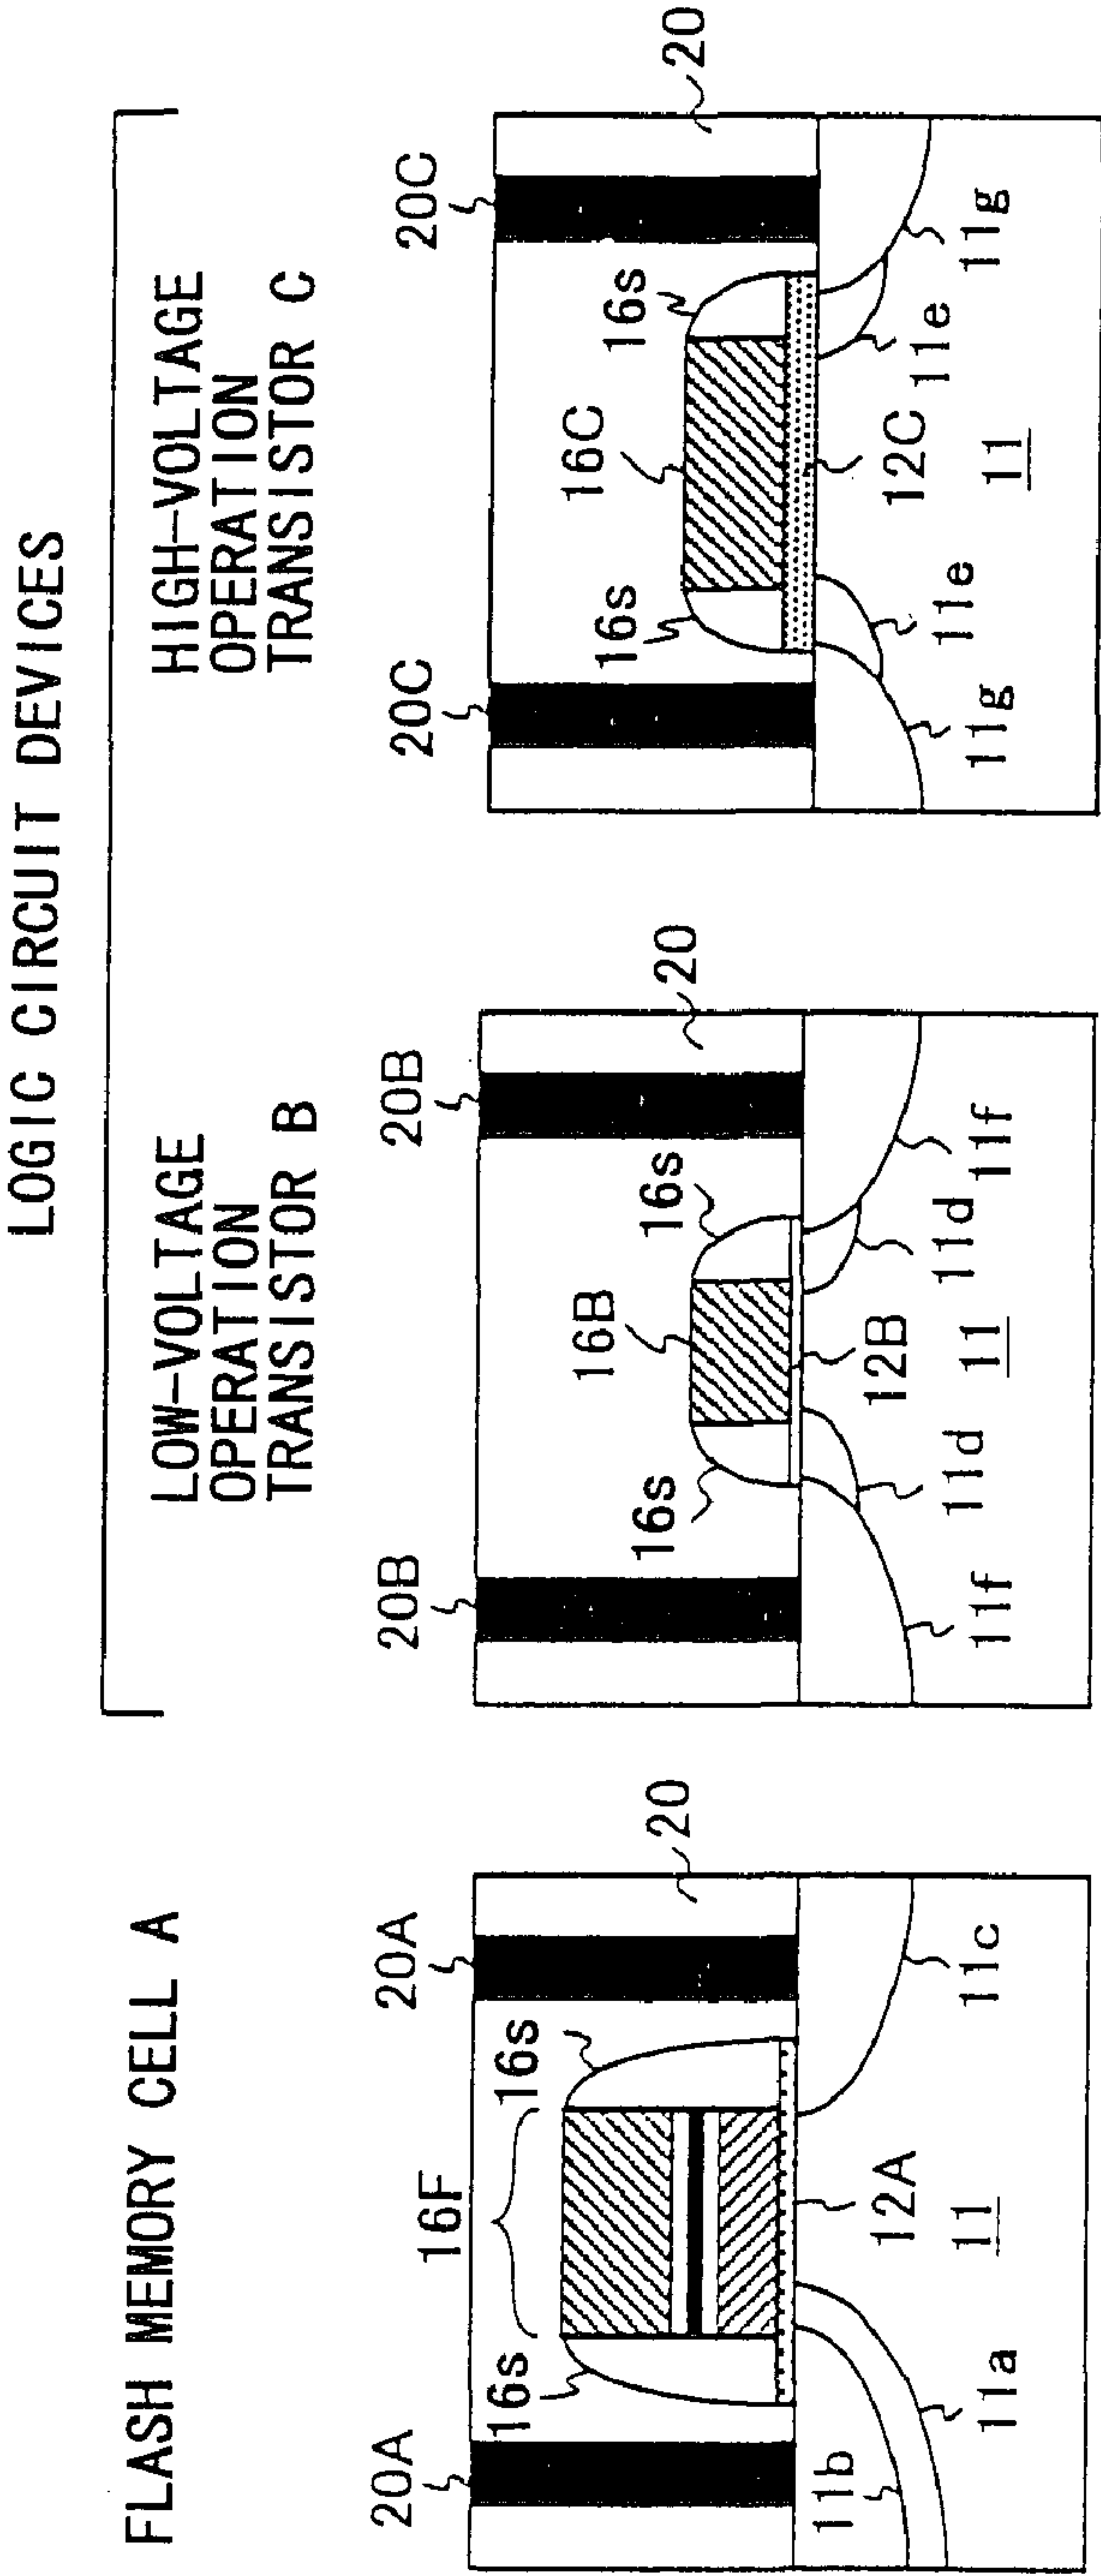 LOGIC CIRCUIT DEVICES
FLASH MEMORY CELL A
LOW-VOLTAGE
OPERATION
TRANSISTOR B
HIGH-VOLTAGE
OPERATION
TRANSISTOR C
20A
16F
20A
20
16s
16s
11b
11a
12A
11
11c
20B
20B
20
16s
16B
16s
11f
11d
12B
11
11d
11f
20C
20C
20
16s
16C
16s
11g
11e
12C
11
11e
11g